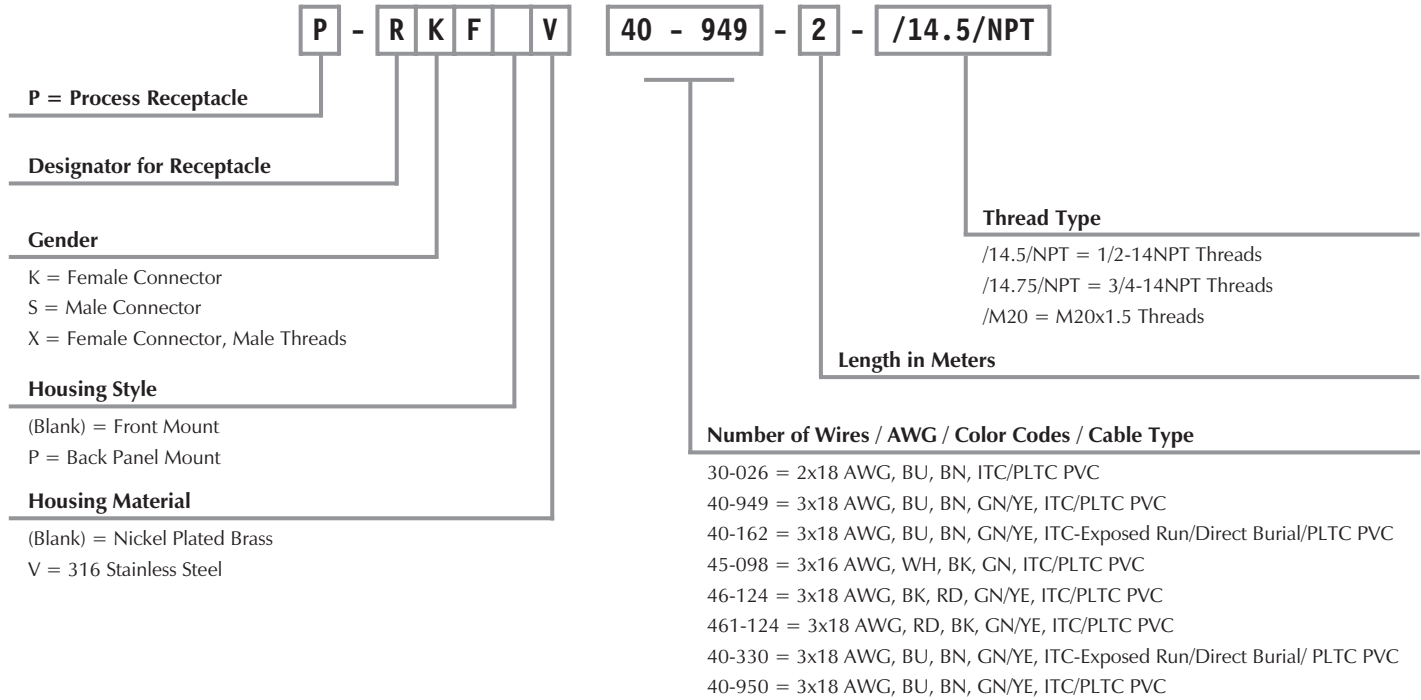 P - R K F V 40 - 949 - 2 - /14.5/NPT
P = Process Receptacle
Designator for Receptacle
Gender
K = Female Connector
S = Male Connector
X = Female Connector, Male Threads
Housing Style
(Blank) = Front Mount
P = Back Panel Mount
Housing Material
(Blank) = Nickel Plated Brass
V = 316 Stainless Steel
Thread Type
/14.5/NPT = 1/2-14NPT Threads
/14.75/NPT = 3/4-14NPT Threads
/M20 = M20x1.5 Threads
Length in Meters
Number of Wires / AWG / Color Codes / Cable Type
30-026 = 2x18 AWG, BU, BN, ITC/PLTC PVC
40-949 = 3x18 AWG, BU, BN, GN/YE, ITC/PLTC PVC
40-162 = 3x18 AWG, BU, BN, GN/YE, ITC-Exposed Run/Direct Burial/PLTC PVC
45-098 = 3x16 AWG, WH, BK, GN, ITC/PLTC PVC
46-124 = 3x18 AWG, BK, RD, GN/YE, ITC/PLTC PVC
461-124 = 3x18 AWG, RD, BK, GN/YE, ITC/PLTC PVC
40-330 = 3x18 AWG, BU, BN, GN/YE, ITC-Exposed Run/Direct Burial/ PLTC PVC
40-950 = 3x18 AWG, BU, BN, GN/YE, ITC/PLTC PVC